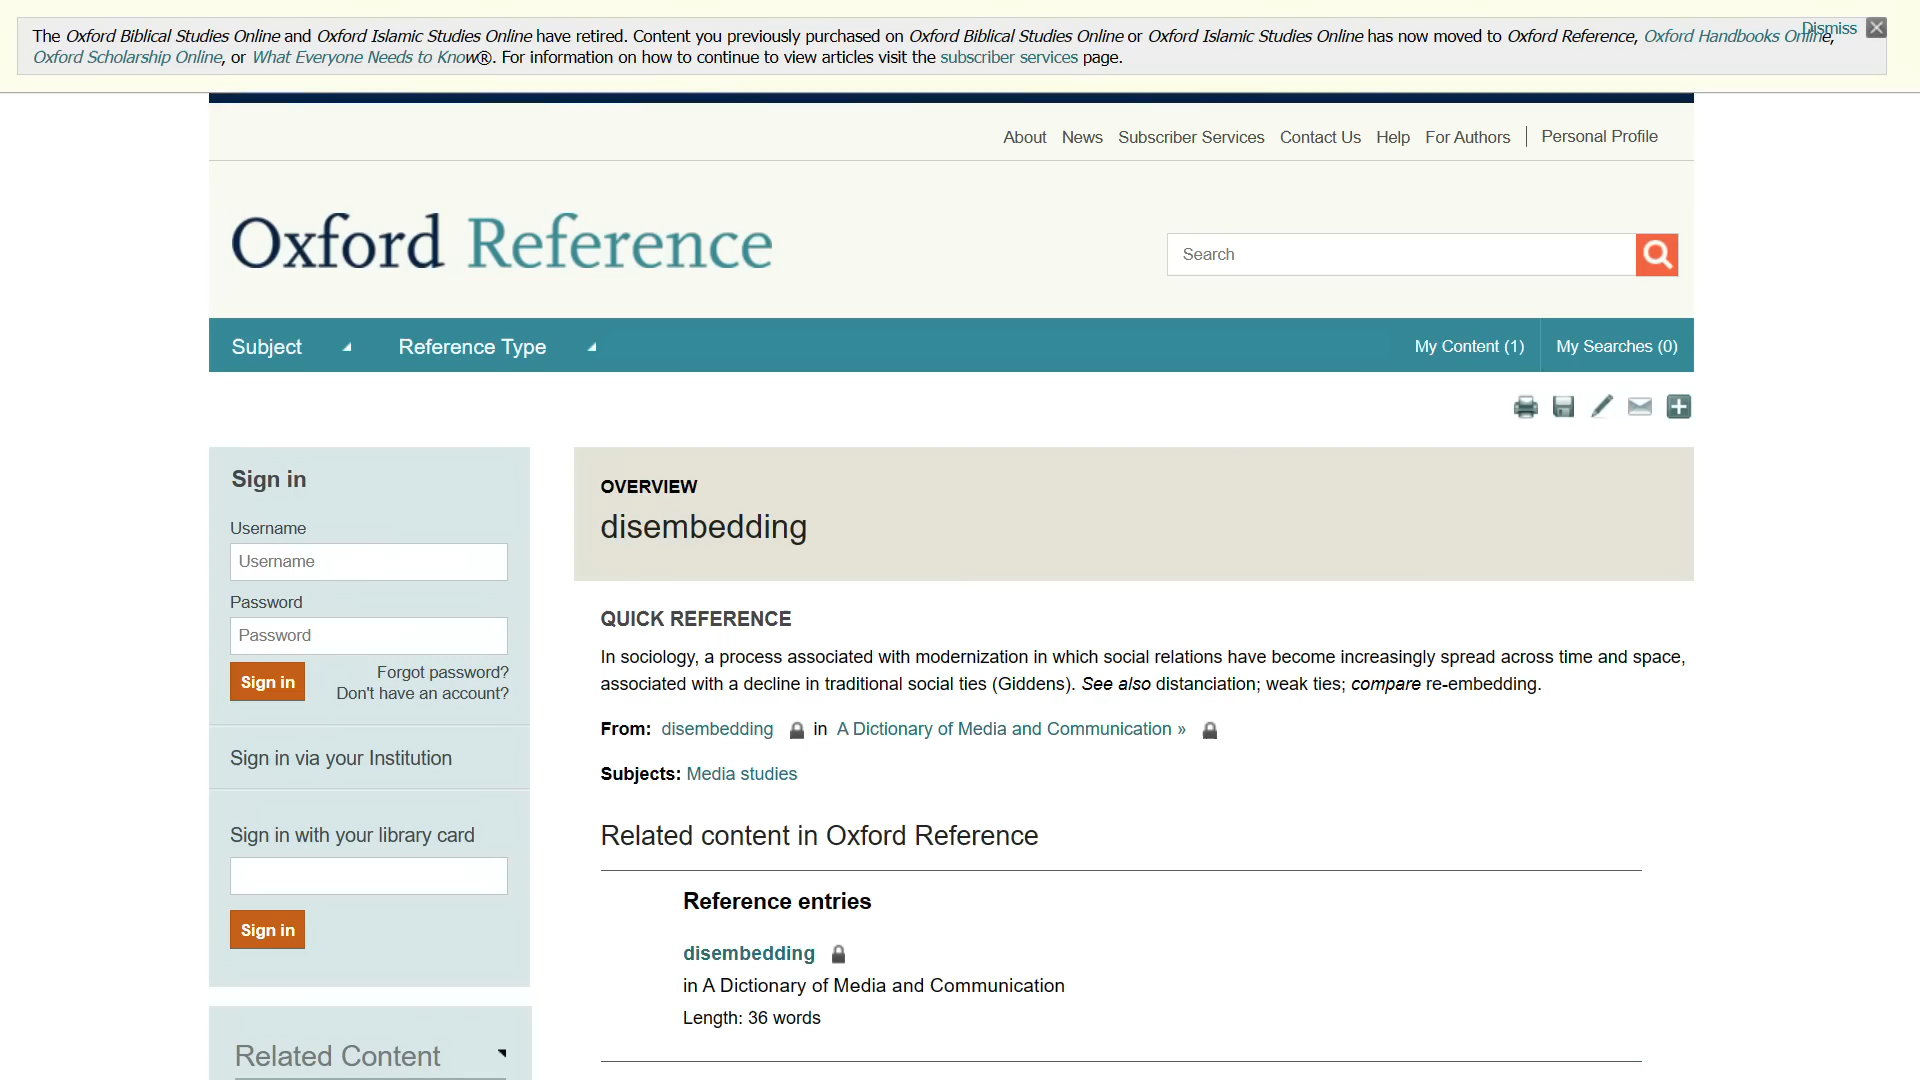 The Oxford Biblical Studies Online and Oxford Islamic Studies Online have retired. Content you previously purchased on Oxford Biblical Studies Online or Oxford Islamic Studies Online has now moved to Oxford Reference, Oxford Handbooks Online,
Dismiss
Oxford Scholarship Online, or What Everyone Needs to Know®. For information on how to continue to view articles visit the subscriber services page.
About News Subscriber Services Contact Us Help For Authors Personal Profile
Oxford Reference
Search
Subject Reference Type My Content (1) My Searches (0)
Sign in
Username
Username
Password
Password
Sign in
Forgot password?
Don't have an account?
Sign in via your Institution
Sign in with your library card
Sign in
Related Content
OVERVIEW
disembedding
QUICK REFERENCE
In sociology, a process associated with modernization in which social relations have become increasingly spread across time and space,
associated with a decline in traditional social ties (Giddens). See also distanciation; weak ties; compare re-embedding.
From: disembedding in A Dictionary of Media and Communication »
Subjects: Media studies
Related content in Oxford Reference
Reference entries
disembedding
in A Dictionary of Media and Communication
Length: 36 words